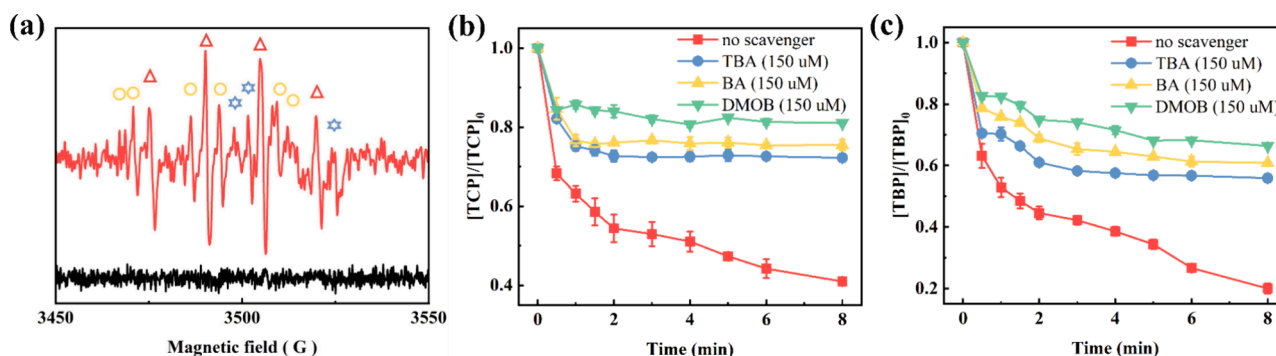 (a)
3450
3500
3550
Magnetic field ( G )
(b)
[TCP]/[TCP]0
1.0
0.8
0.6
0.4
no scavenger
TBA (150 uM)
BA (150 uM)
DMOB (150 uM)
0
2
4
6
8
Time (min)
(c)
[TBP]/[TBP]0
1.0
0.8
0.6
0.4
0.2
no scavenger
TBA (150 uM)
BA (150 uM)
DMOB (150 uM)
0
2
4
6
8
Time (min)